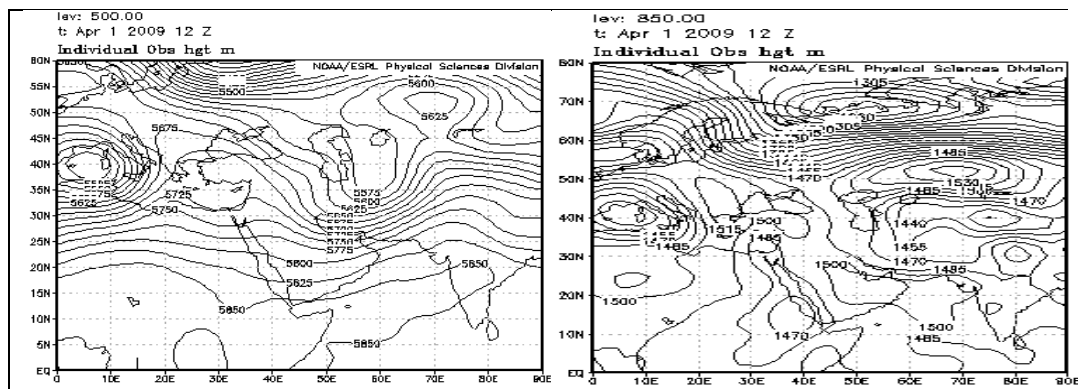 lev: 500.00
t: Apr 1 2009 12 Z
Individual Obs hgt m
NOAA/ESRL Physical Sciences Division
60N
55N
50N
45N
40N
35N
30N
25N
20N
15N
10N
5N
EQ
0 10E 20E 30E 40E 50E 60E 70E 80E 90E
5500
5600
5625
5675
5725
5750
5775
5625
5575
5600
5625
5750
5775
5800
5825
5850
5850
5850
lev: 850.00
t: Apr 1 2009 12 Z
Individual Obs hgt m
NOAA/ESRL Physical Sciences Division
80N
70N
60N
50N
40N
30N
20N
10N
EQ
0 10E 20E 30E 40E 50E 60E 70E 80E 90E
1305
1485
1470
1530
1470
1500
1515
1485
1485
1440
1455
1470
1485
1500
1500
1470
1500
1485